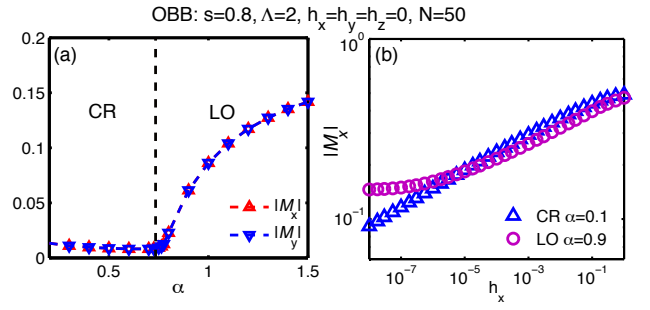 OBB: s=0.8, Λ=2, h_x=h_y=h_z=0, N=50
(a)
0.2
0.15
0.1
0.05
0
CR
LO
|M_x|
|M_y|
0.5
1
1.5
α
(b)
10^0
10^-1
|M_x|
CR α=0.1
LO α=0.9
10^-7
10^-5
10^-3
10^-1
h_x